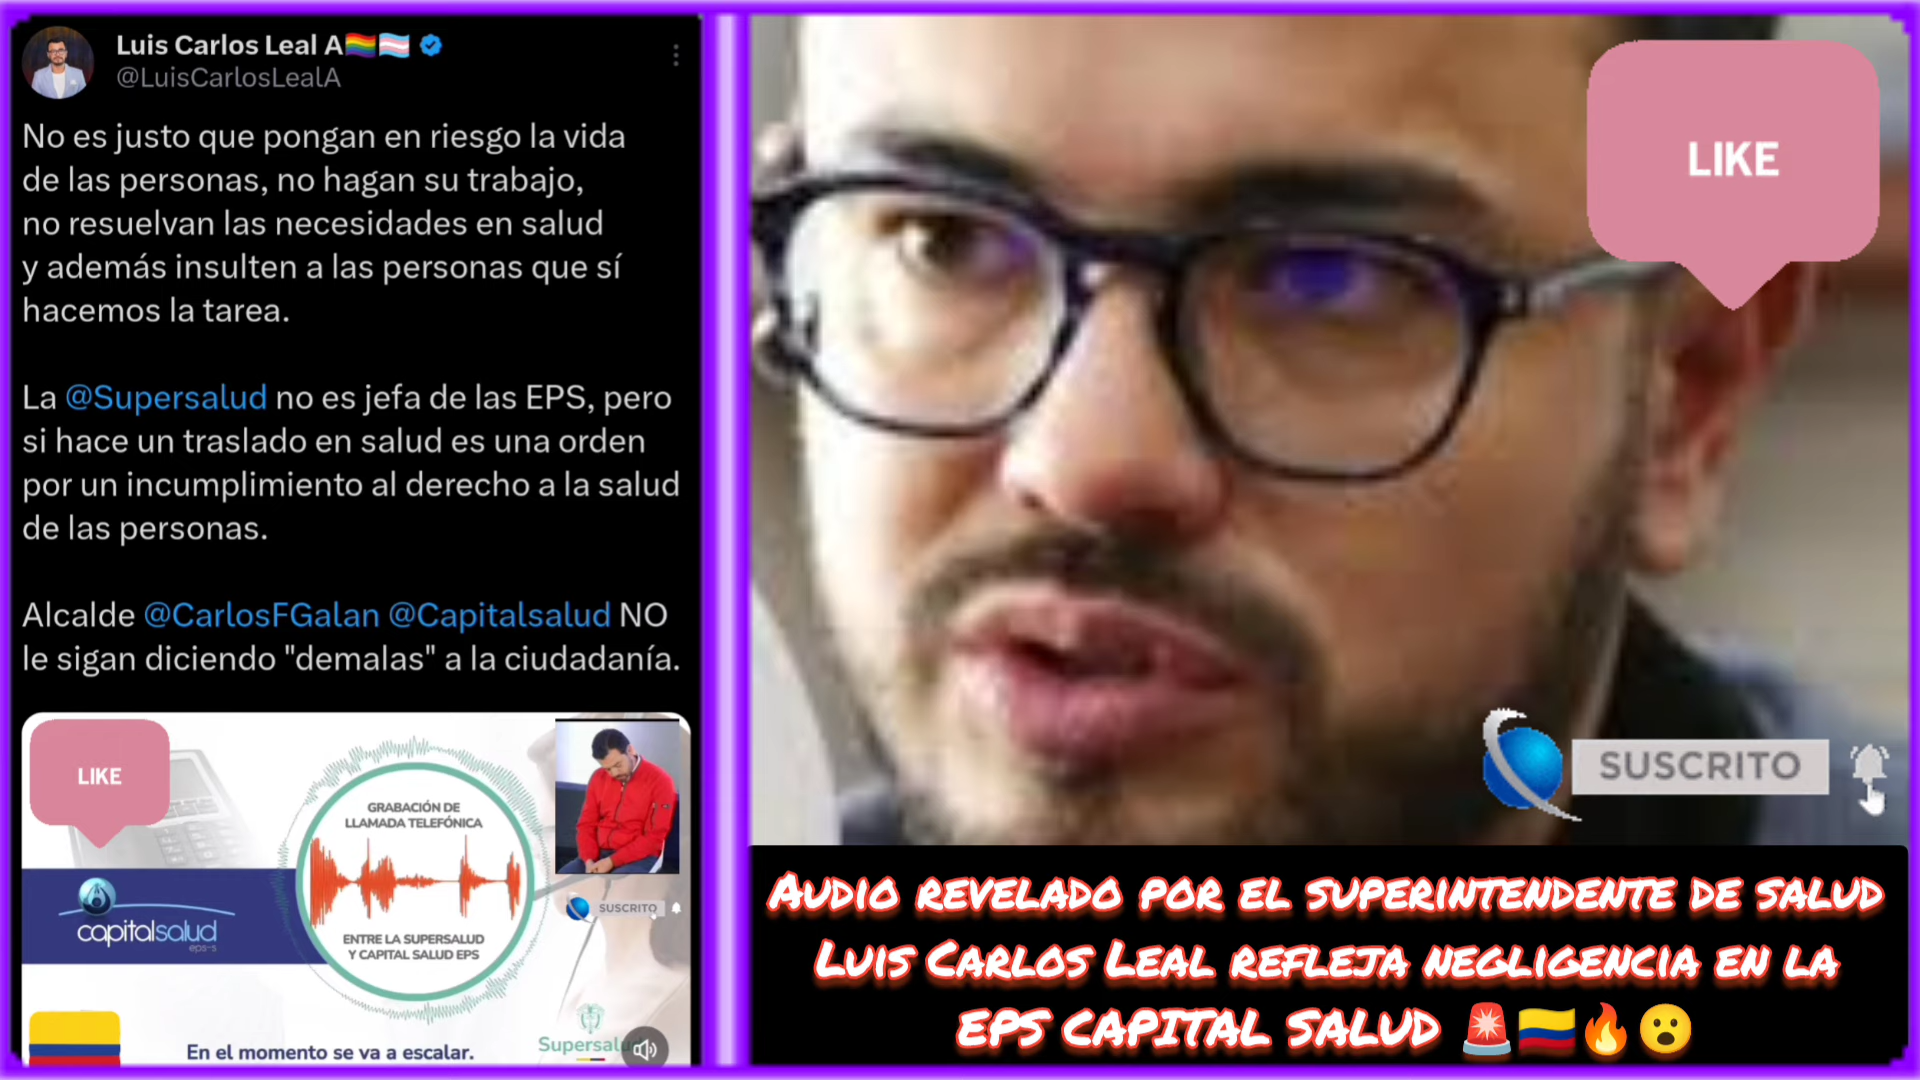 Luis Carlos Leal A🏳️‍🌈🏳️‍⚧️
@LuisCarlosLealA
No es justo que pongan en riesgo la vida
de las personas, no hagan su trabajo,
no resuelvan las necesidades en salud
y además insulten a las personas que sí
hacemos la tarea.
La @Supersalud no es jefa de las EPS, pero
si hace un traslado en salud es una orden
por un incumplimiento al derecho a la salud
de las personas.
Alcalde @CarlosFGalan @Capitalsalud NO
le sigan diciendo "demalas" a la ciudadanía.
LIKE
GRABACIÓN DE
LLAMADA TELEFÓNICA
ENTRE LA SUPERSALUD
Y CAPITAL SALUD EPS
capitalsalud
eps-s
SUSCRITO
En el momento se va a escalar.
Supersalud
LIKE
SUSCRITO
AUDIO REVELADO POR EL SUPERINTENDENTE DE SALUD
LUIS CARLOS LEAL REFLEJA NEGLIGENCIA EN LA
EPS CAPITAL SALUD 🚨🇨🇴🔥😮